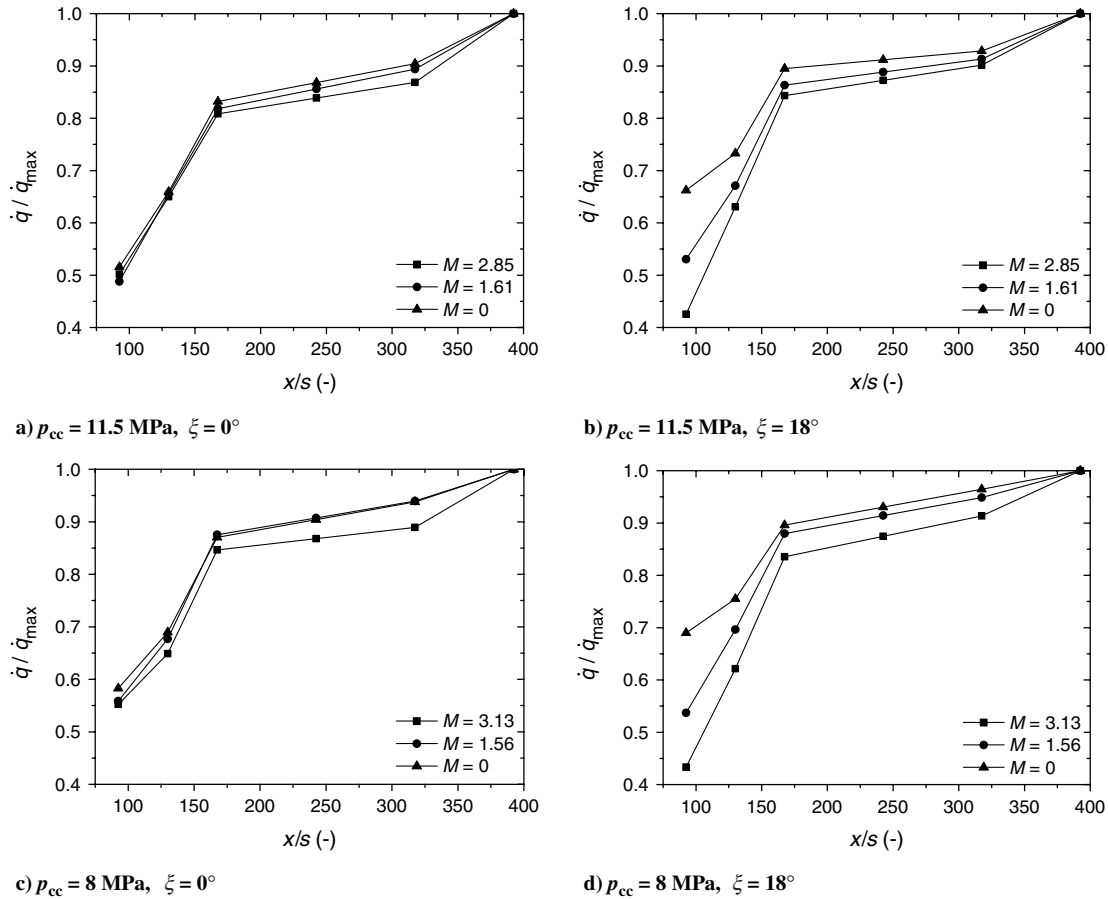 1.0
0.9
0.8
0.7
0.6
0.5
0.4
q̇ / q̇max
M = 2.85
M = 1.61
M = 0
100 150 200 250 300 350 400
x/s (-)
a) pcc = 11.5 MPa, ξ = 0°
1.0
0.9
0.8
0.7
0.6
0.5
0.4
q̇ / q̇max
M = 2.85
M = 1.61
M = 0
100 150 200 250 300 350 400
x/s (-)
b) pcc = 11.5 MPa, ξ = 18°
1.0
0.9
0.8
0.7
0.6
0.5
0.4
q̇ / q̇max
M = 3.13
M = 1.56
M = 0
100 150 200 250 300 350 400
x/s (-)
c) pcc = 8 MPa, ξ = 0°
1.0
0.9
0.8
0.7
0.6
0.5
0.4
q̇ / q̇max
M = 3.13
M = 1.56
M = 0
100 150 200 250 300 350 400
x/s (-)
d) pcc = 8 MPa, ξ = 18°